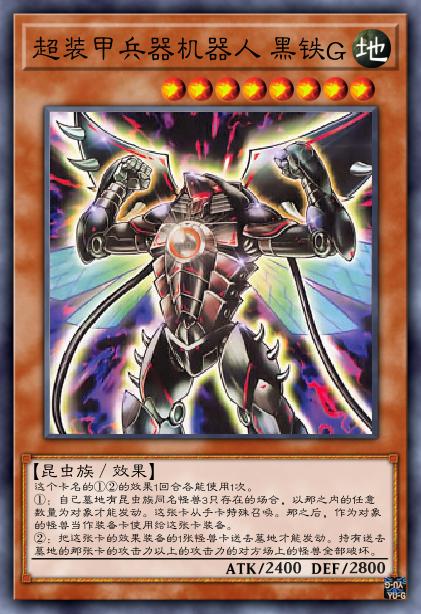 超装甲兵器机器人 黑铁G
地
【昆虫族/效果】
这个卡名的①②的效果1回合各能使用1次。
①:自己墓地有昆虫族同名怪兽3只存在的场合,以那之内的任意
数量为对象才能发动。这张卡从手卡特殊召唤。那之后,作为对象
的怪兽当作装备卡使用给这张卡装备。
②:把这张卡的效果装备的1张怪兽卡送去墓地才能发动。持有送去
墓地的那张卡的攻击力以上的攻击力的对方场上的怪兽全部破坏。
ATK/2400 DEF/2800